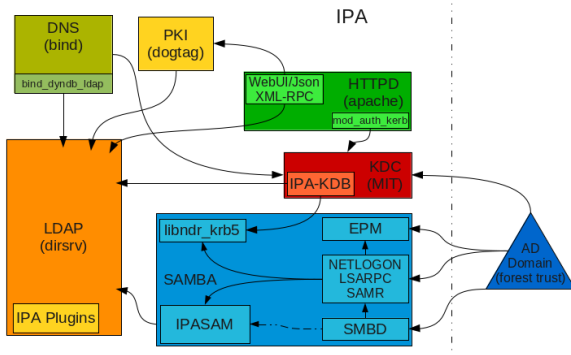 IPA
DNS
(bind)
bind_dyndb_ldap
PKI
(dogtag)
WebUI/Json
XML-RPC
HTTPD
(apache)
mod_auth_kerb
KDC
(MIT)
IPA-KDB
LDAP
(dirsrv)
IPA Plugins
libndr_krb5
EPM
SAMBA
NETLOGON
LSARPC
SAMR
IPASAM
SMBD
AD
Domain
(forest trust)